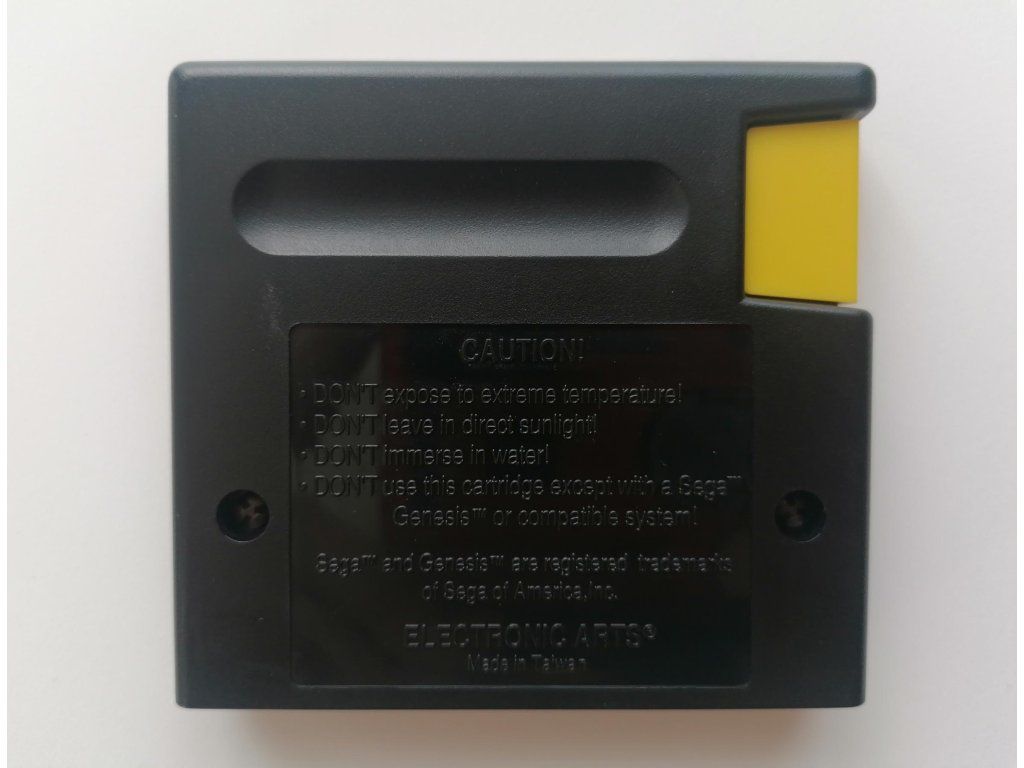 CAUTION!
• DON'T expose to extreme temperature!
• DON'T leave in direct sunlight!
• DON'T immerse in water!
• DON'T use this cartridge except with a Sega™
Genesis™ or compatible system!
Sega™ and Genesis™ are registered trademarks
of Sega of America,Inc.
ELECTRONIC ARTS®
Made in Taiwan